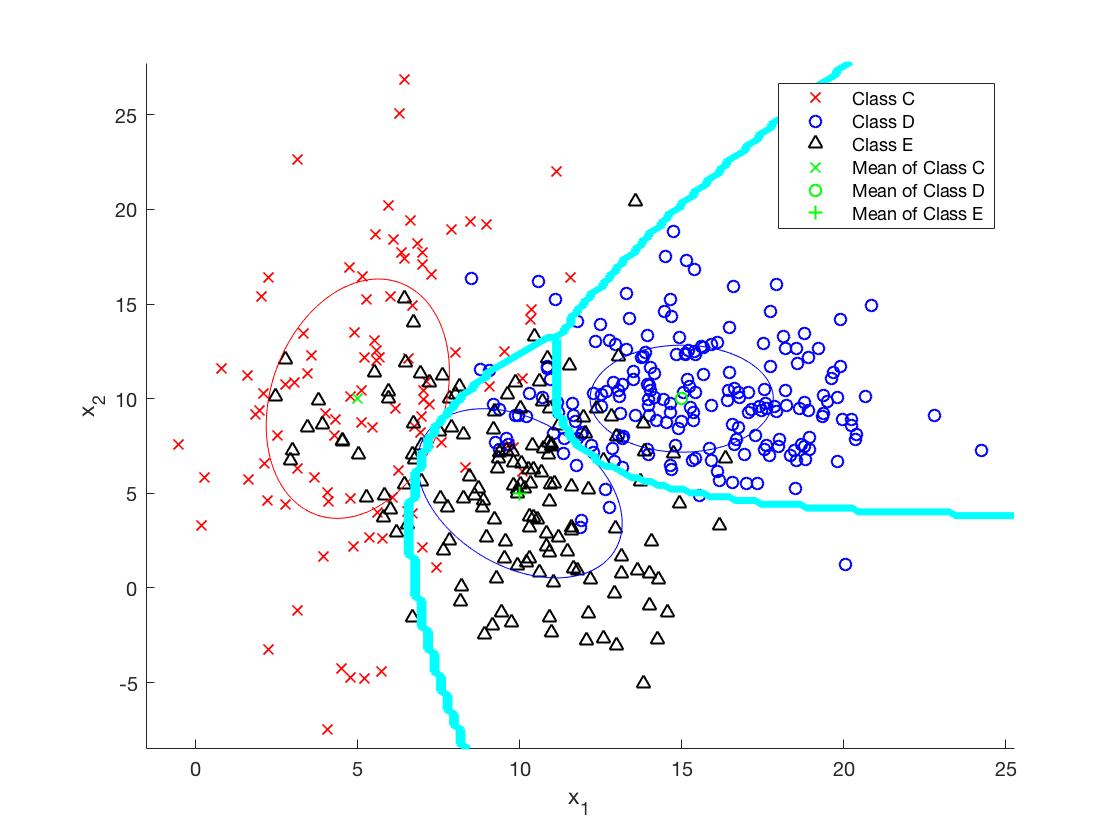 25
20
15
10
5
0
-5
x2
0 5 10 15 20 25
x1
Class C
Class D
Class E
Mean of Class C
Mean of Class D
Mean of Class E